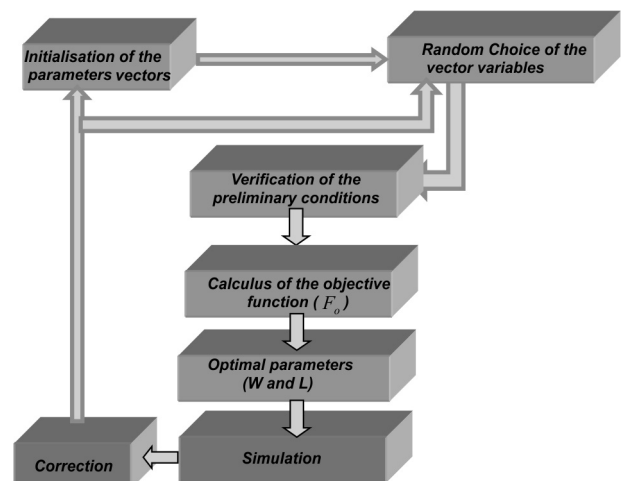 Initialisation of the
parameters vectors
Random Choice of the
vector variables
Verification of the
preliminary conditions
Calculus of the objective
function ( F_o )
Optimal parameters
(W and L)
Simulation
Correction